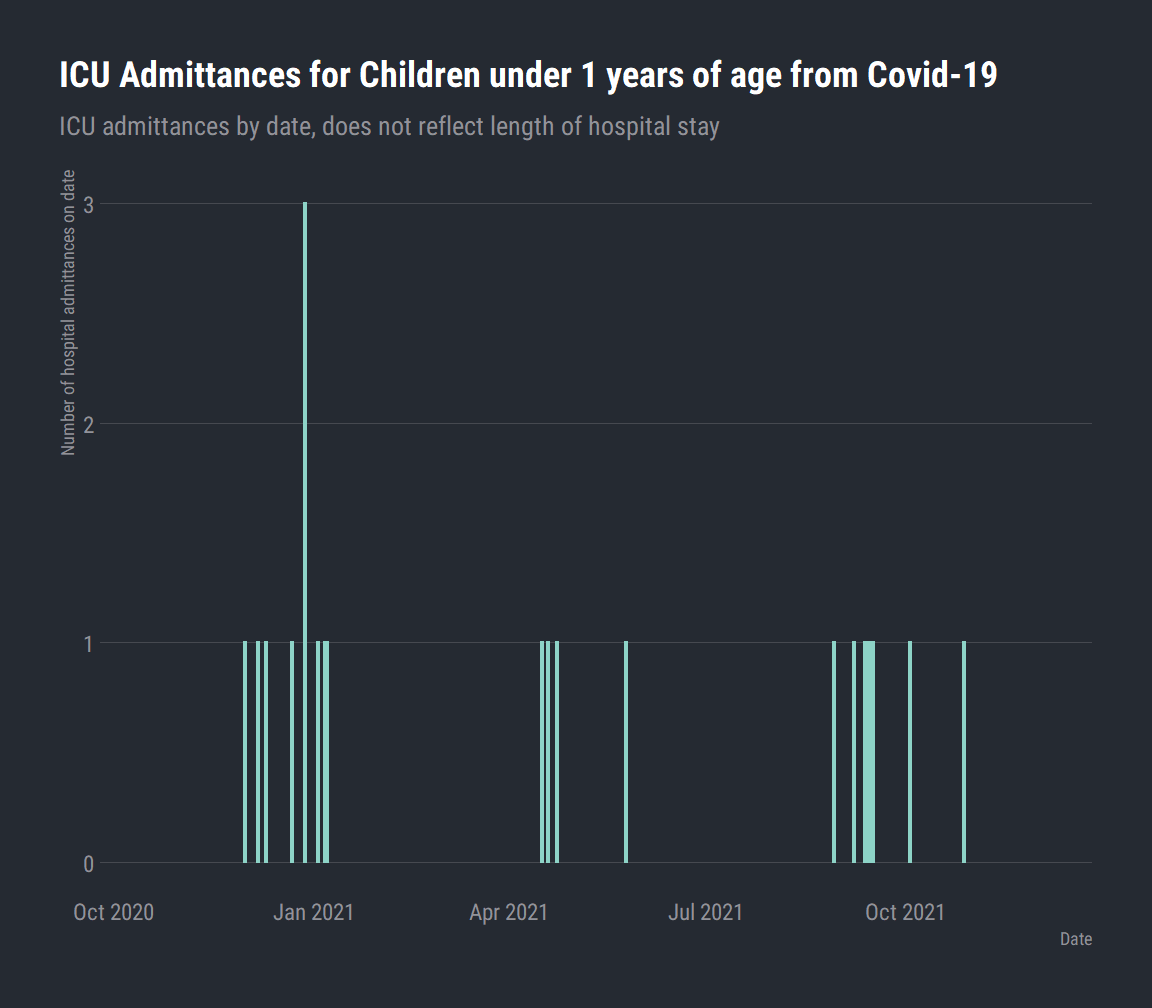 ICU Admittances for Children under 1 years of age from Covid-19
ICU admittances by date, does not reflect length of hospital stay
Number of hospital admittances on date
3
2
1
0
Oct 2020
Jan 2021
Apr 2021
Jul 2021
Oct 2021
Date